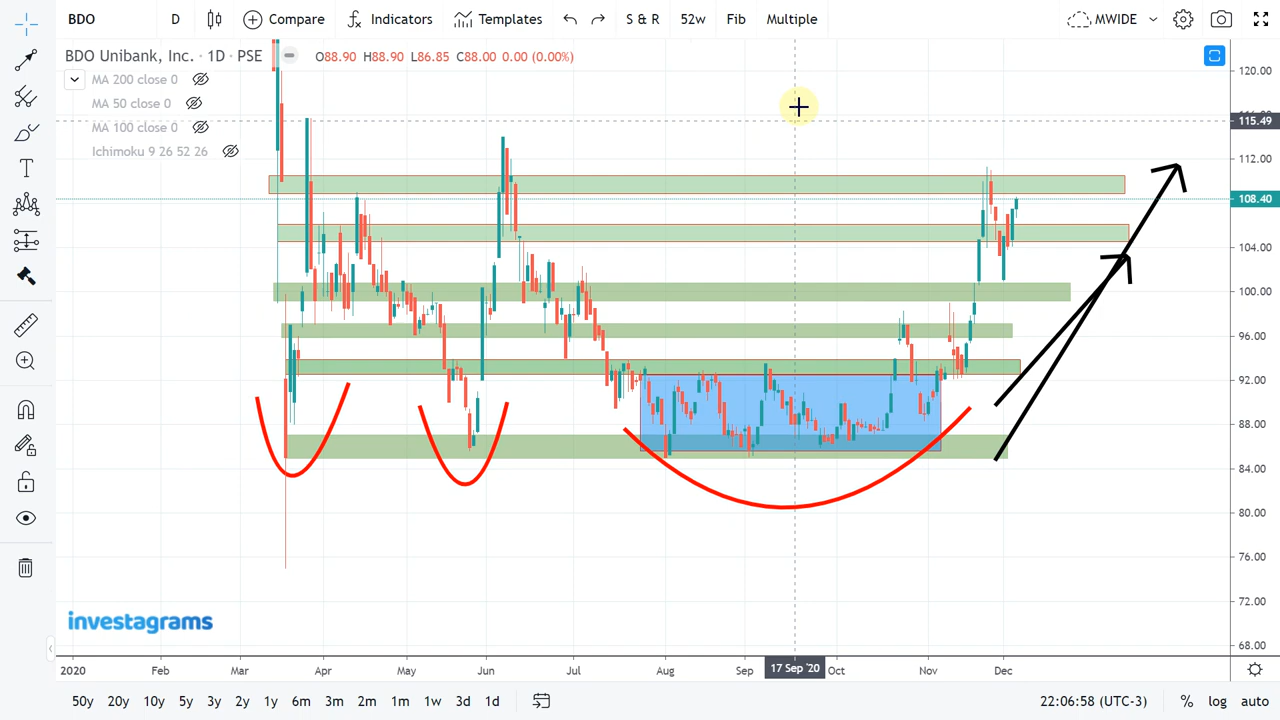 BDO D Compare Indicators Templates S & R 52w Fib Multiple MWIDE
BDO Unibank, Inc. · 1D · PSE O88.90 H88.90 L86.85 C88.00 0.00 (0.00%)
MA 200 close 0
MA 50 close 0
MA 100 close 0
Ichimoku 9 26 52 26
120.00
115.49
112.00
108.40
104.00
100.00
96.00
92.00
88.00
84.00
80.00
76.00
72.00
68.00
investagrams
2020 Feb Mar Apr May Jun Jul Aug Sep 17 Sep '20 Oct Nov Dec
50y 20y 10y 5y 3y 2y 1y 6m 3m 2m 1m 1w 3d 1d 22:06:58 (UTC-3) % log auto